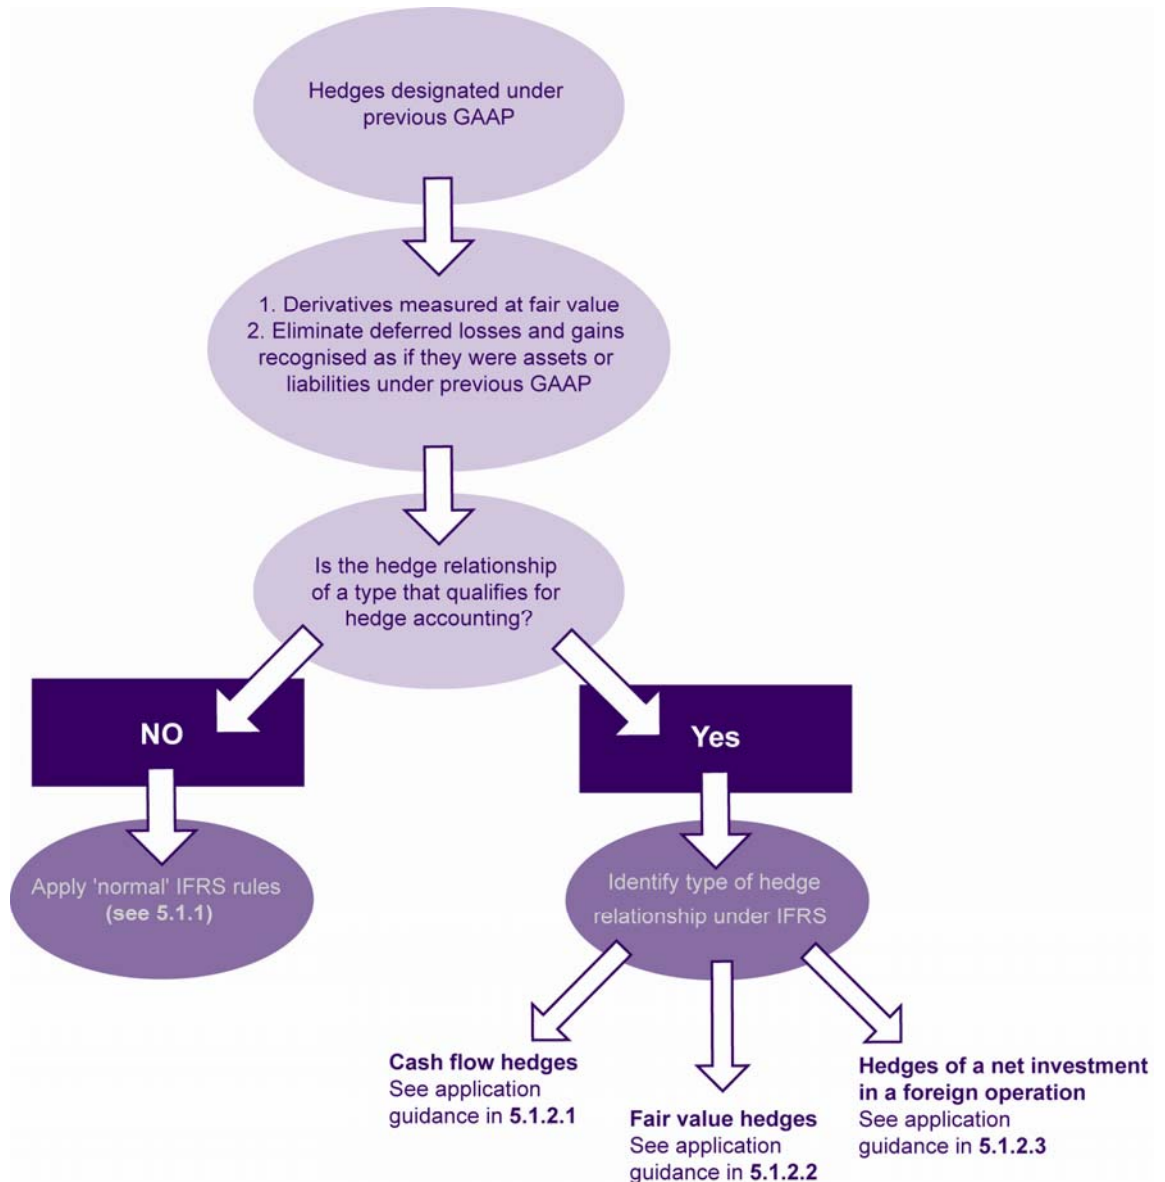 Hedges designated under
previous GAAP
1. Derivatives measured at fair value
2. Eliminate deferred losses and gains
recognised as if they were assets or
liabilities under previous GAAP
Is the hedge relationship
of a type that qualifies for
hedge accounting?
NO
Yes
Apply 'normal' IFRS rules
(see 5.1.1)
Identify type of hedge
relationship under IFRS
Cash flow hedges
See application
guidance in 5.1.2.1
Fair value hedges
See application
guidance in 5.1.2.2
Hedges of a net investment
in a foreign operation
See application
guidance in 5.1.2.3